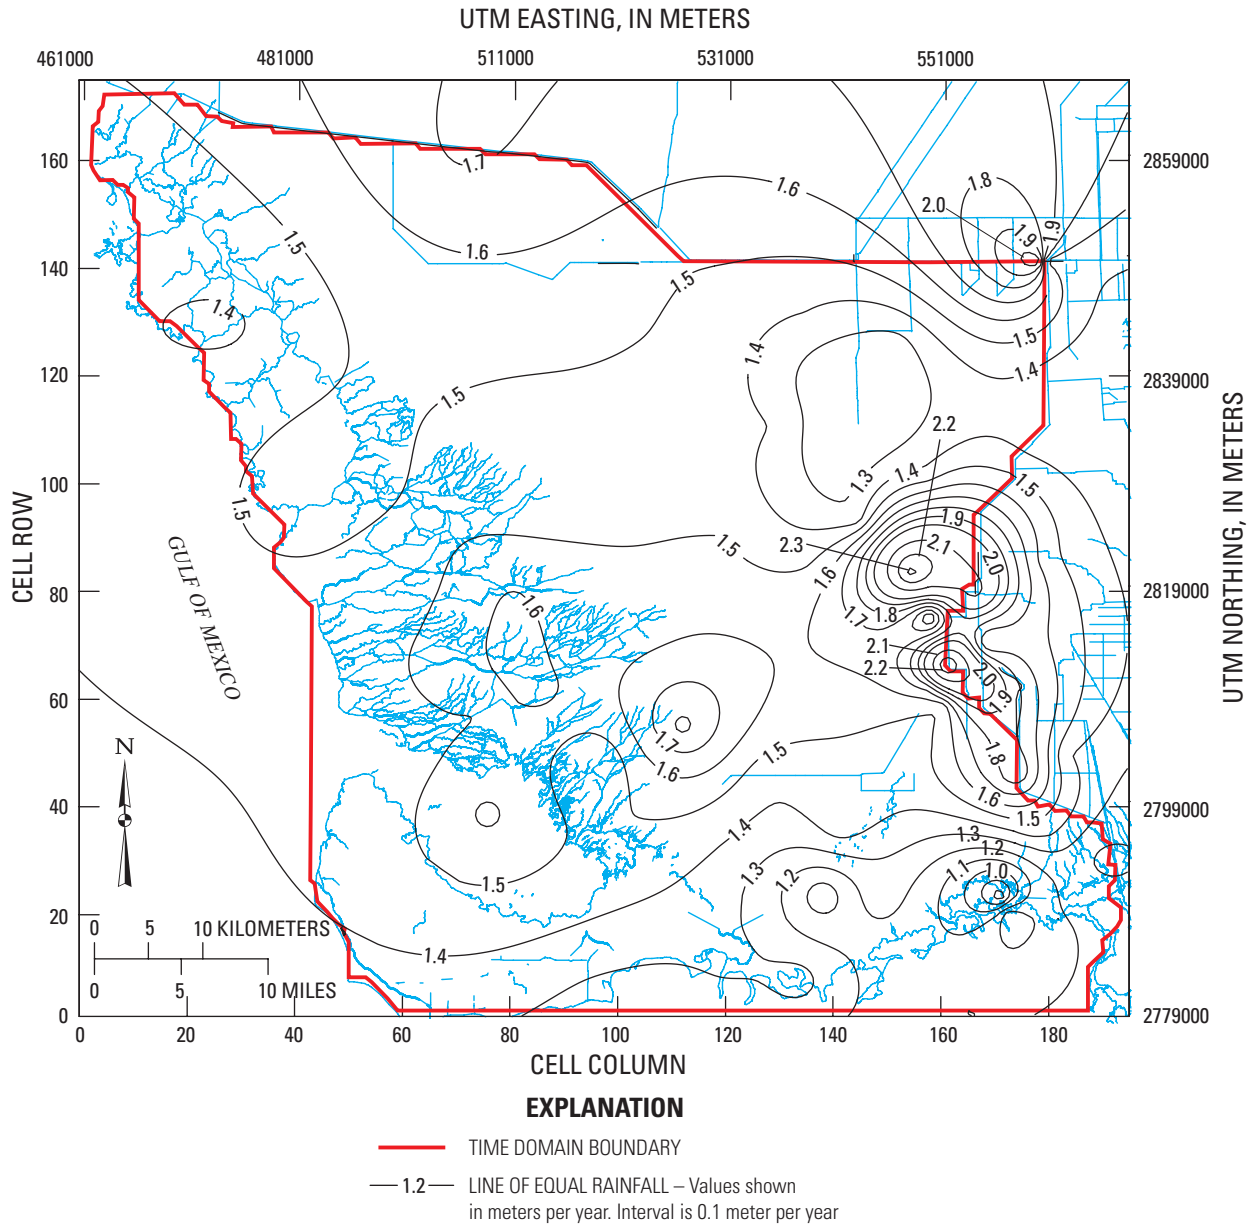 UTM EASTING, IN METERS
461000 481000 511000 531000 551000
160 140 120 100 80 60 40 20 0
CELL ROW
2859000 2839000 2819000 2799000 2779000
UTM NORTHING, IN METERS
0 20 40 60 80 100 120 140 160 180
CELL COLUMN
1.7
1.6
1.8
2.0
1.9
1.9
1.5
1.6
1.5
1.4
1.5
1.4
1.4
1.5
2.2
1.3
1.4
1.5
1.5
1.9
2.3
1.5
2.1
2.0
1.6
1.6
1.7
1.8
2.1
2.2
2.0
1.9
1.7
1.5
1.8
1.6
1.6
1.5
1.4
1.3
1.2
1.3
1.2
1.1
1.0
1.5
1.4
GULF OF MEXICO
N
0 5 10 KILOMETERS
0 5 10 MILES
EXPLANATION
TIME DOMAIN BOUNDARY
1.2 LINE OF EQUAL RAINFALL – Values shown
in meters per year. Interval is 0.1 meter per year